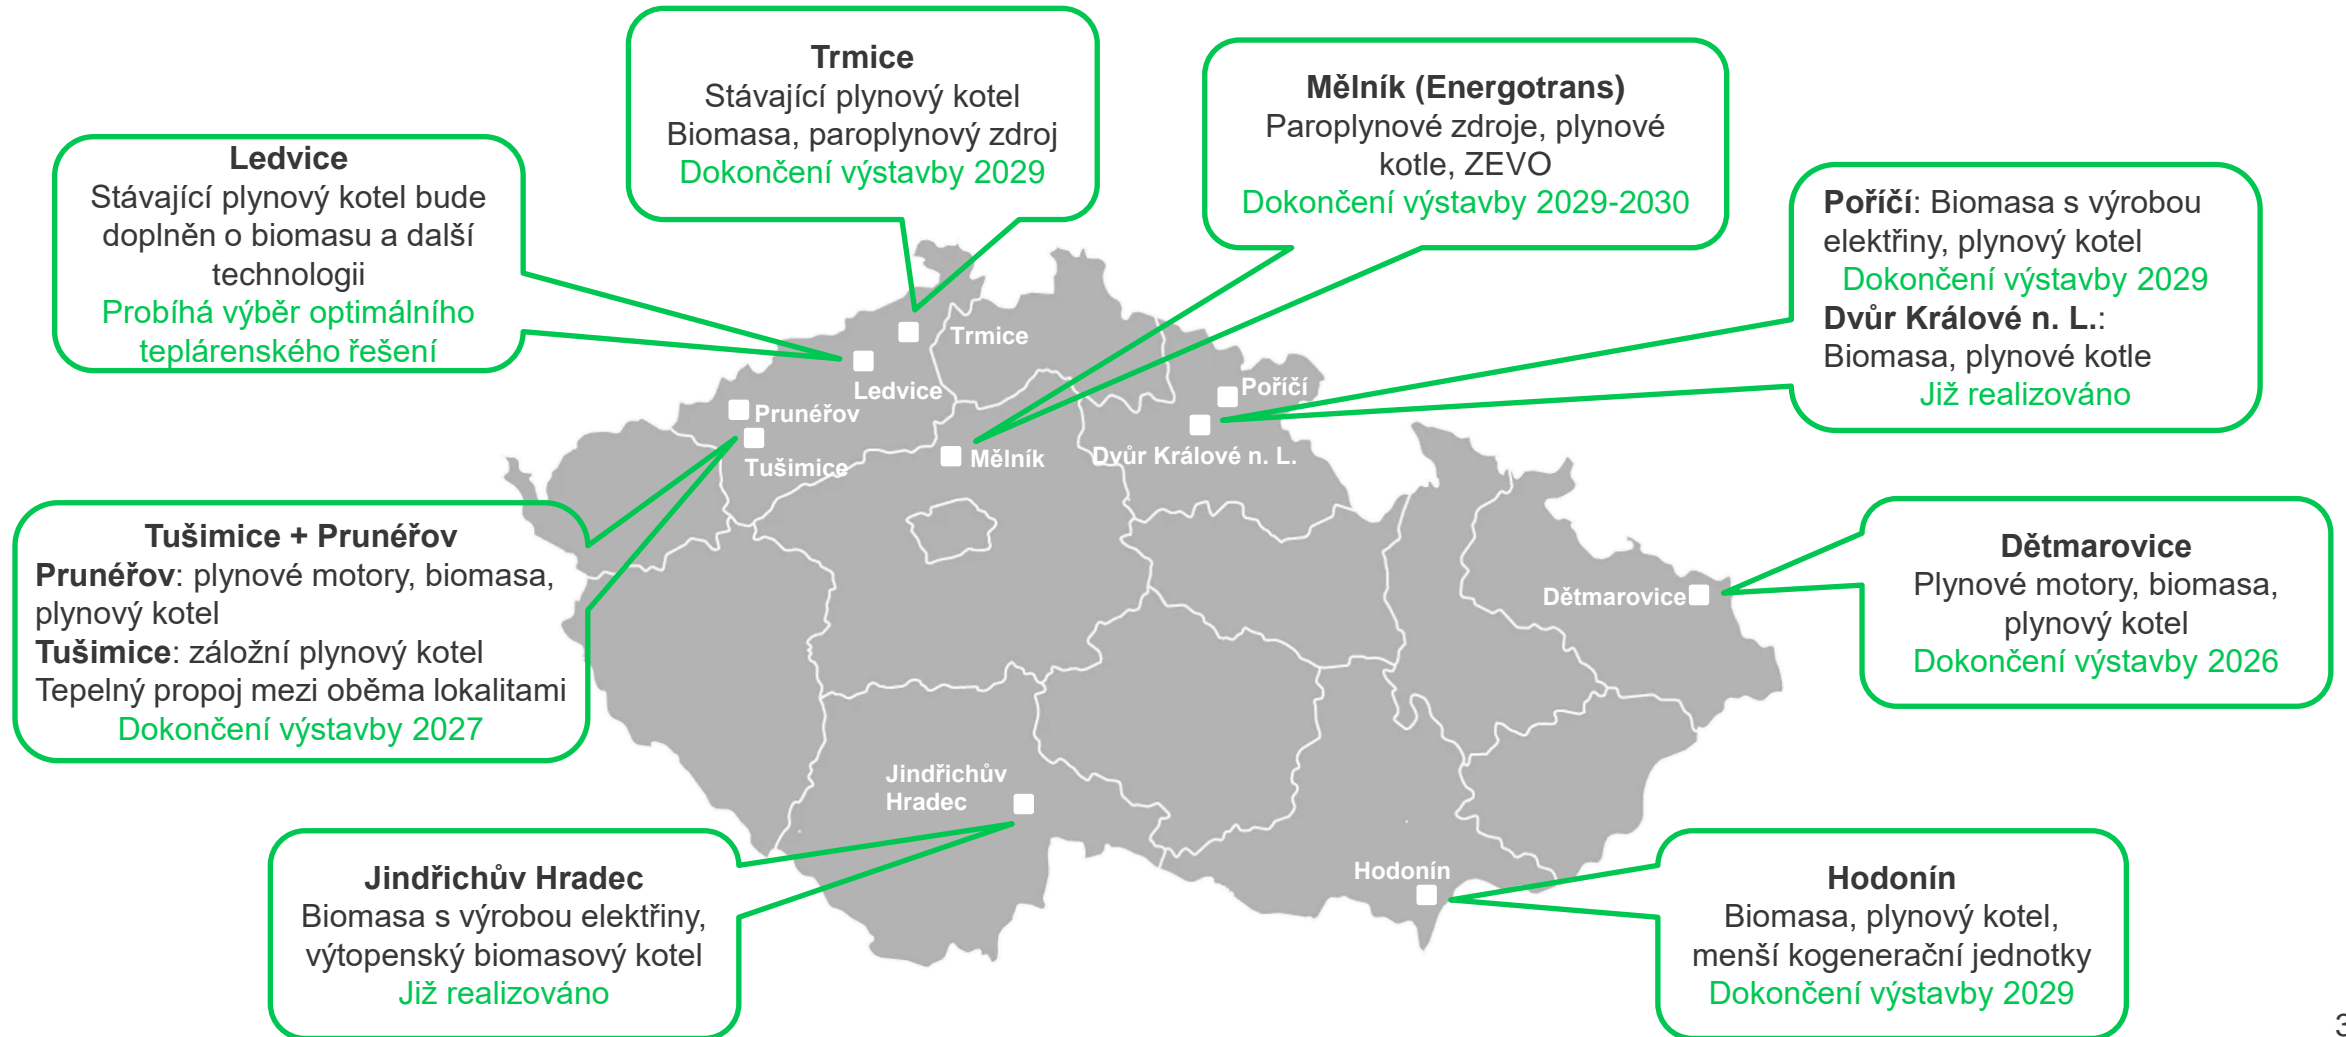 Trmice
Stávající plynový kotel
Biomasa, paroplynový zdroj
Dokončení výstavby 2029
Mělník (Energotrans)
Paroplynové zdroje, plynové
kotle, ZEVO
Dokončení výstavby 2029-2030
Ledvice
Stávající plynový kotel bude
doplněn o biomasu a další
technologii
Probíhá výběr optimálního
teplárenského řešení
Poříčí: Biomasa s výrobou
elektřiny, plynový kotel
Dokončení výstavby 2029
Dvůr Králové n. L.:
Biomasa, plynové kotle
Již realizováno
Trmice
Ledvice
Poříčí
Prunéřov
Tušimice
Mělník
Dvůr Králové n. L.
Tušimice + Prunéřov
Prunéřov: plynové motory, biomasa,
plynový kotel
Tušimice: záložní plynový kotel
Tepelný propoj mezi oběma lokalitami
Dokončení výstavby 2027
Dětmarovice
Dětmarovice
Plynové motory, biomasa,
plynový kotel
Dokončení výstavby 2026
Jindřichův
Hradec
Hodonín
Jindřichův Hradec
Biomasa s výrobou elektřiny,
výtopenský biomasový kotel
Již realizováno
Hodonín
Biomasa, plynový kotel,
menší kogenerační jednotky
Dokončení výstavby 2029
3